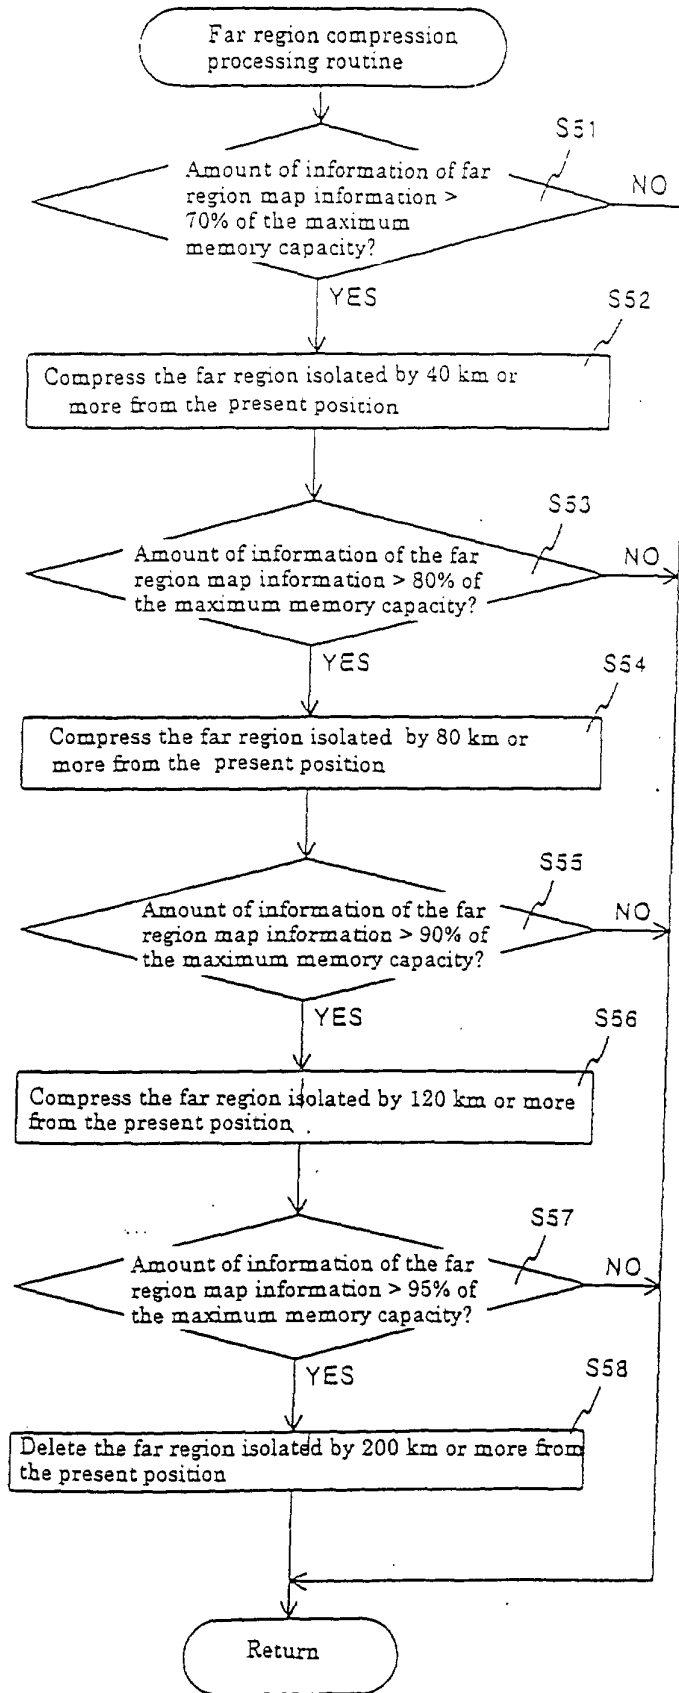 Far region compression
processing routine
S51
Amount of information of far
region map information >
70% of the maximum
memory capacity?
NO
YES
S52
Compress the far region isolated by 40 km or
more from the present position
S53
Amount of information of the far
region map information > 80% of
the maximum memory capacity?
NO
YES
S54
Compress the far region isolated by 80 km or
more from the present position
S55
Amount of information of the far
region map information > 90% of
the maximum memory capacity?
NO
YES
S56
Compress the far region isolated by 120 km or more
from the present position
S57
Amount of information of the far
region map information > 95% of
the maximum memory capacity?
NO
YES
S58
Delete the far region isolated by 200 km or more from
the present position
Return